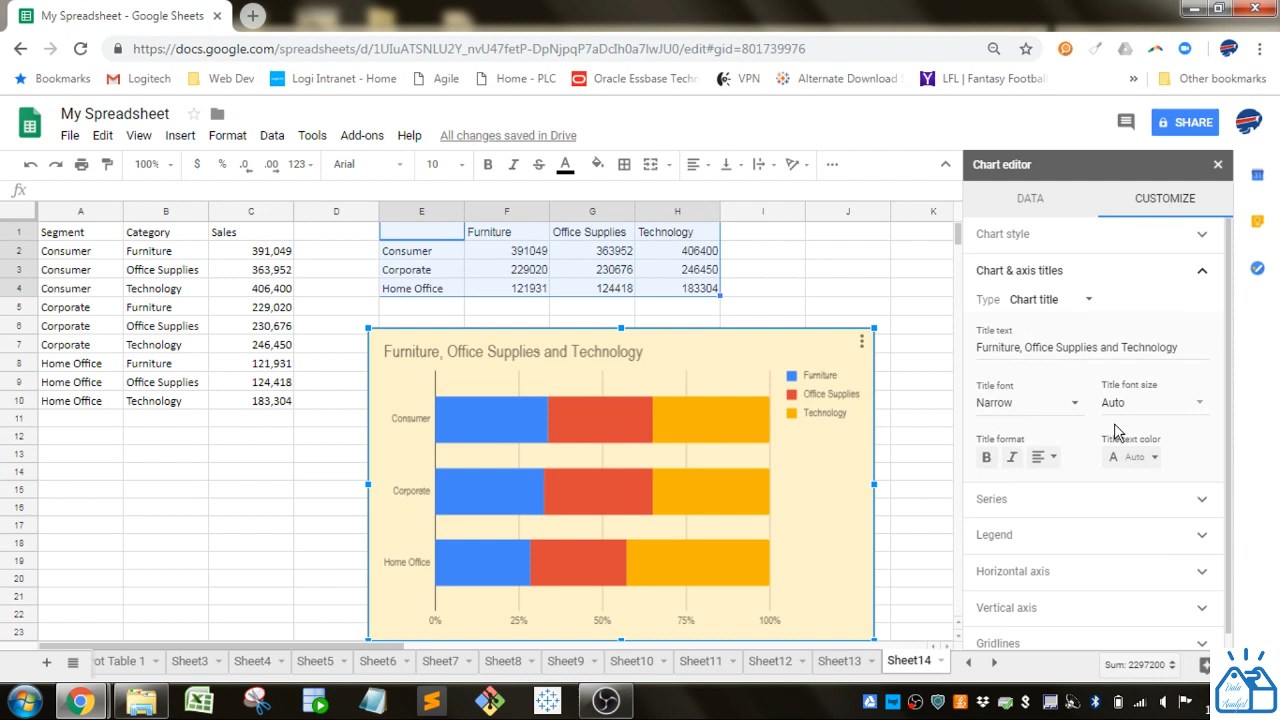 My Spreadsheet - Google Sheets
https://docs.google.com/spreadsheets/d/1UIuATSNLU2Y_nvU47fetP-DpNjpqP7aDclh0a7IwJU0/edit#gid=801739976
Bookmarks Logitech Web Dev Logi Intranet - Home Agile Home - PLC Oracle Essbase Techn VPN Alternate Download LFL | Fantasy Football » Other bookmarks
My Spreadsheet
File Edit View Insert Format Data Tools Add-ons Help All changes saved in Drive
SHARE
100% $ % .0 .00 123 Arial 10 B I S A ...
fx
Chart editor
DATA CUSTOMIZE
A B C D E F G H I J K
1 Segment Category Sales Furniture Office Supplies Technology
2 Consumer Furniture 391,049 Consumer 391049 363952 406400
3 Consumer Office Supplies 363,952 Corporate 229020 230676 246450
4 Consumer Technology 406,400 Home Office 121931 124418 183304
5 Corporate Furniture 229,020
6 Corporate Office Supplies 230,676
7 Corporate Technology 246,450
8 Home Office Furniture 121,931
9 Home Office Office Supplies 124,418
10 Home Office Technology 183,304
11
12
13
14
15
16
17
18
19
20
21
22
23
Furniture, Office Supplies and Technology
Furniture
Office Supplies
Technology
Consumer
Corporate
Home Office
0% 25% 50% 75% 100%
Chart style
Chart & axis titles
Type Chart title
Title text
Furniture, Office Supplies and Technology
Title font Title font size
Narrow Auto
Title format Title text color
B I A Auto
Series
Legend
Horizontal axis
Vertical axis
Gridlines
ot Table 1 Sheet3 Sheet4 Sheet5 Sheet6 Sheet7 Sheet8 Sheet9 Sheet10 Sheet11 Sheet12 Sheet13 Sheet14
Sum: 2297200
Data
Analyst